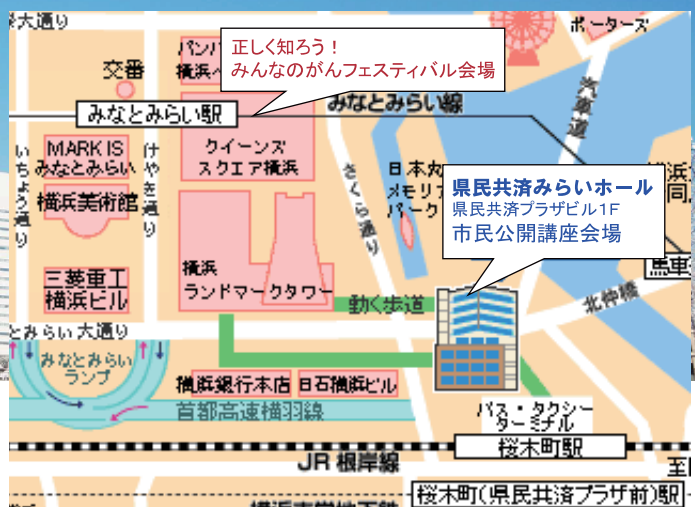 大通り
ポーターズ
正しく知ろう!
みんなのがんフェスティバル会場
交番
横浜
汽車道
みなとみらい駅
みなとみらい線
MARK IS
みなとみらい
いちょう通り
けやき通り
クイーンズ
スクエア横浜
さくら通り
日本丸
メモリア
パーク
県民共済みらいホール
県民共済プラザビル1F
市民公開講座会場
横浜美術館
三菱重工
横浜ビル
横浜
ランドマークタワー
動く歩道
北仲橋
とみらい大通り
みなとみらい
ランプ
横浜銀行本店
日石横浜ビル
首都高速横羽線
バス・タクシー
ターミナル
桜木町駅
JR 根岸線
至
桜木町(県民共済プラザ前)駅